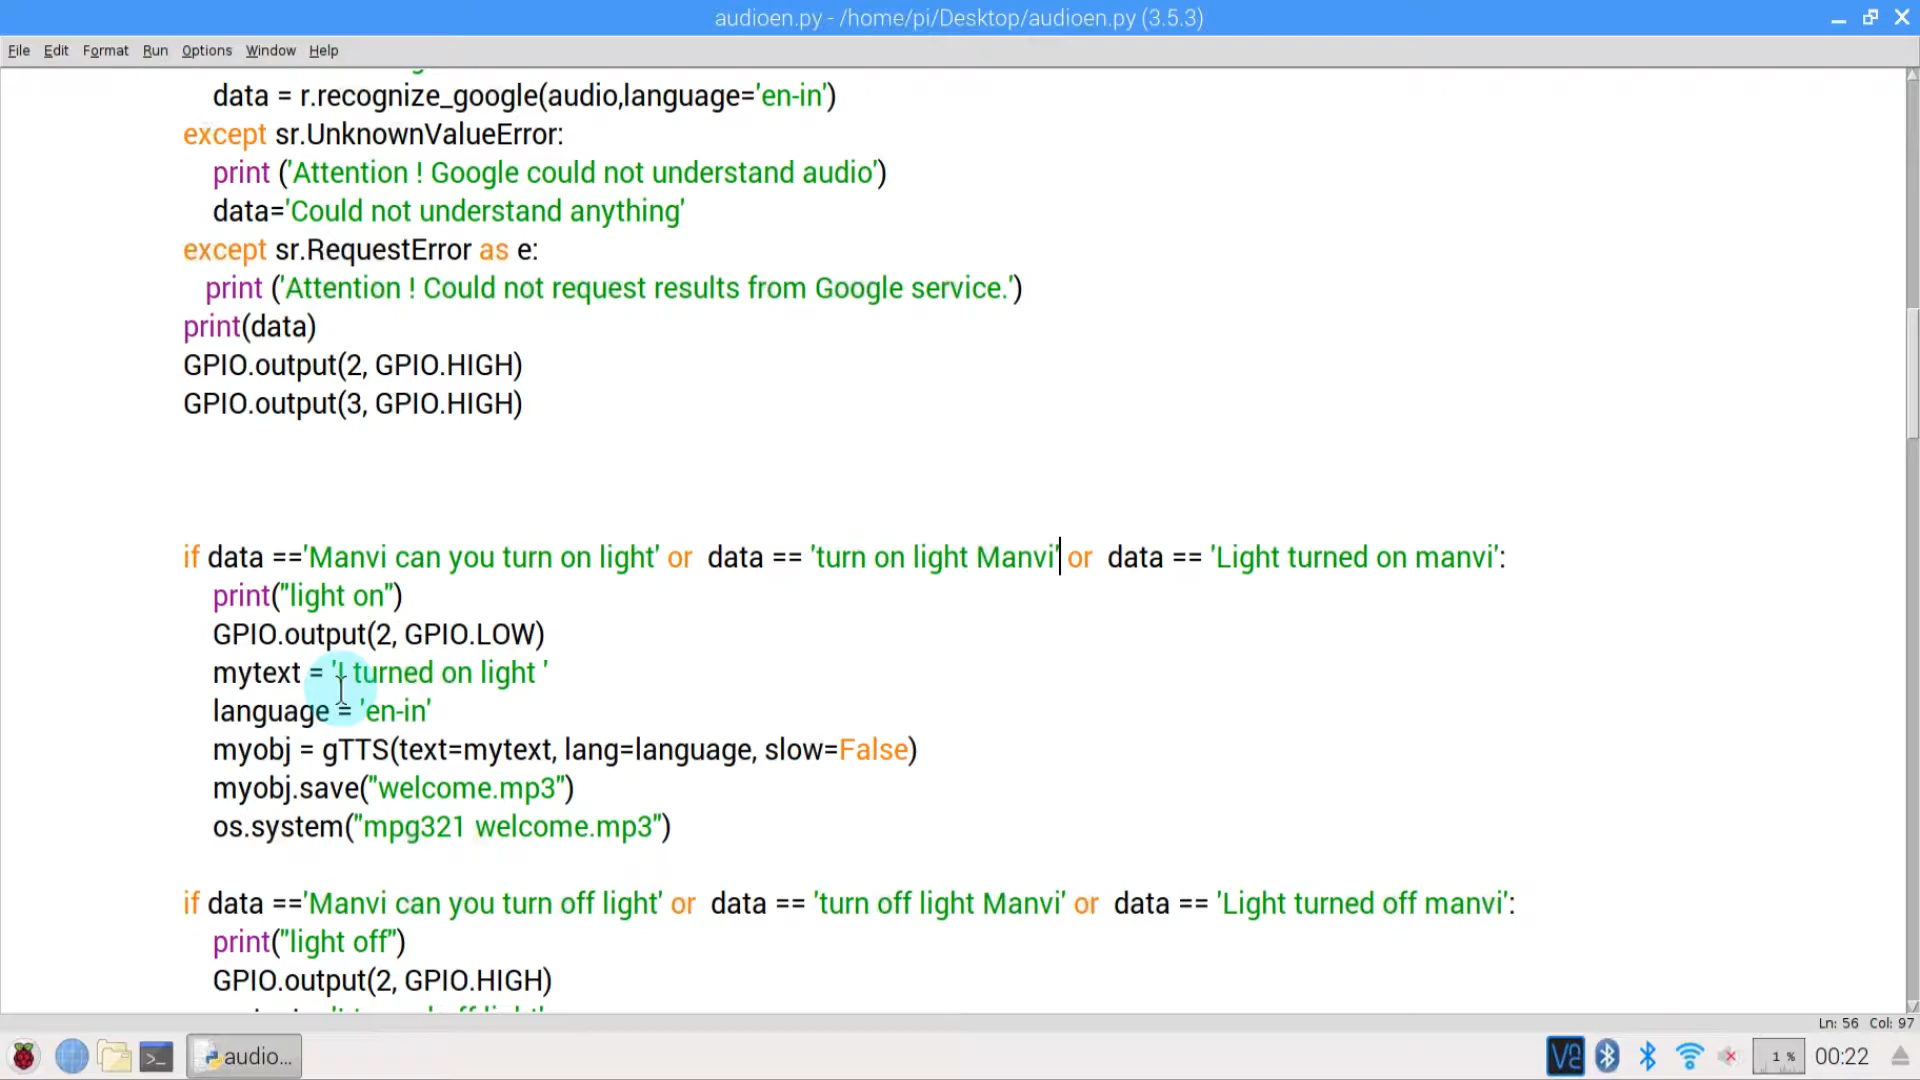 audioen.py - /home/pi/Desktop/audioen.py (3.5.3)
File Edit Format Run Options Window Help
data = r.recognize_google(audio,language='en-in')
except sr.UnknownValueError:
print ('Attention ! Google could not understand audio')
data='Could not understand anything'
except sr.RequestError as e:
print ('Attention ! Could not request results from Google service.')
print(data)
GPIO.output(2, GPIO.HIGH)
GPIO.output(3, GPIO.HIGH)
if data =='Manvi can you turn on light' or data == 'turn on light Manvi' or data == 'Light turned on manvi':
print("light on")
GPIO.output(2, GPIO.LOW)
mytext = 'I turned on light '
language = 'en-in'
myobj = gTTS(text=mytext, lang=language, slow=False)
myobj.save("welcome.mp3")
os.system("mpg321 welcome.mp3")
if data =='Manvi can you turn off light' or data == 'turn off light Manvi' or data == 'Light turned off manvi':
print("light off")
GPIO.output(2, GPIO.HIGH)
Ln: 56 Col: 97
audio... 1 % 00:22